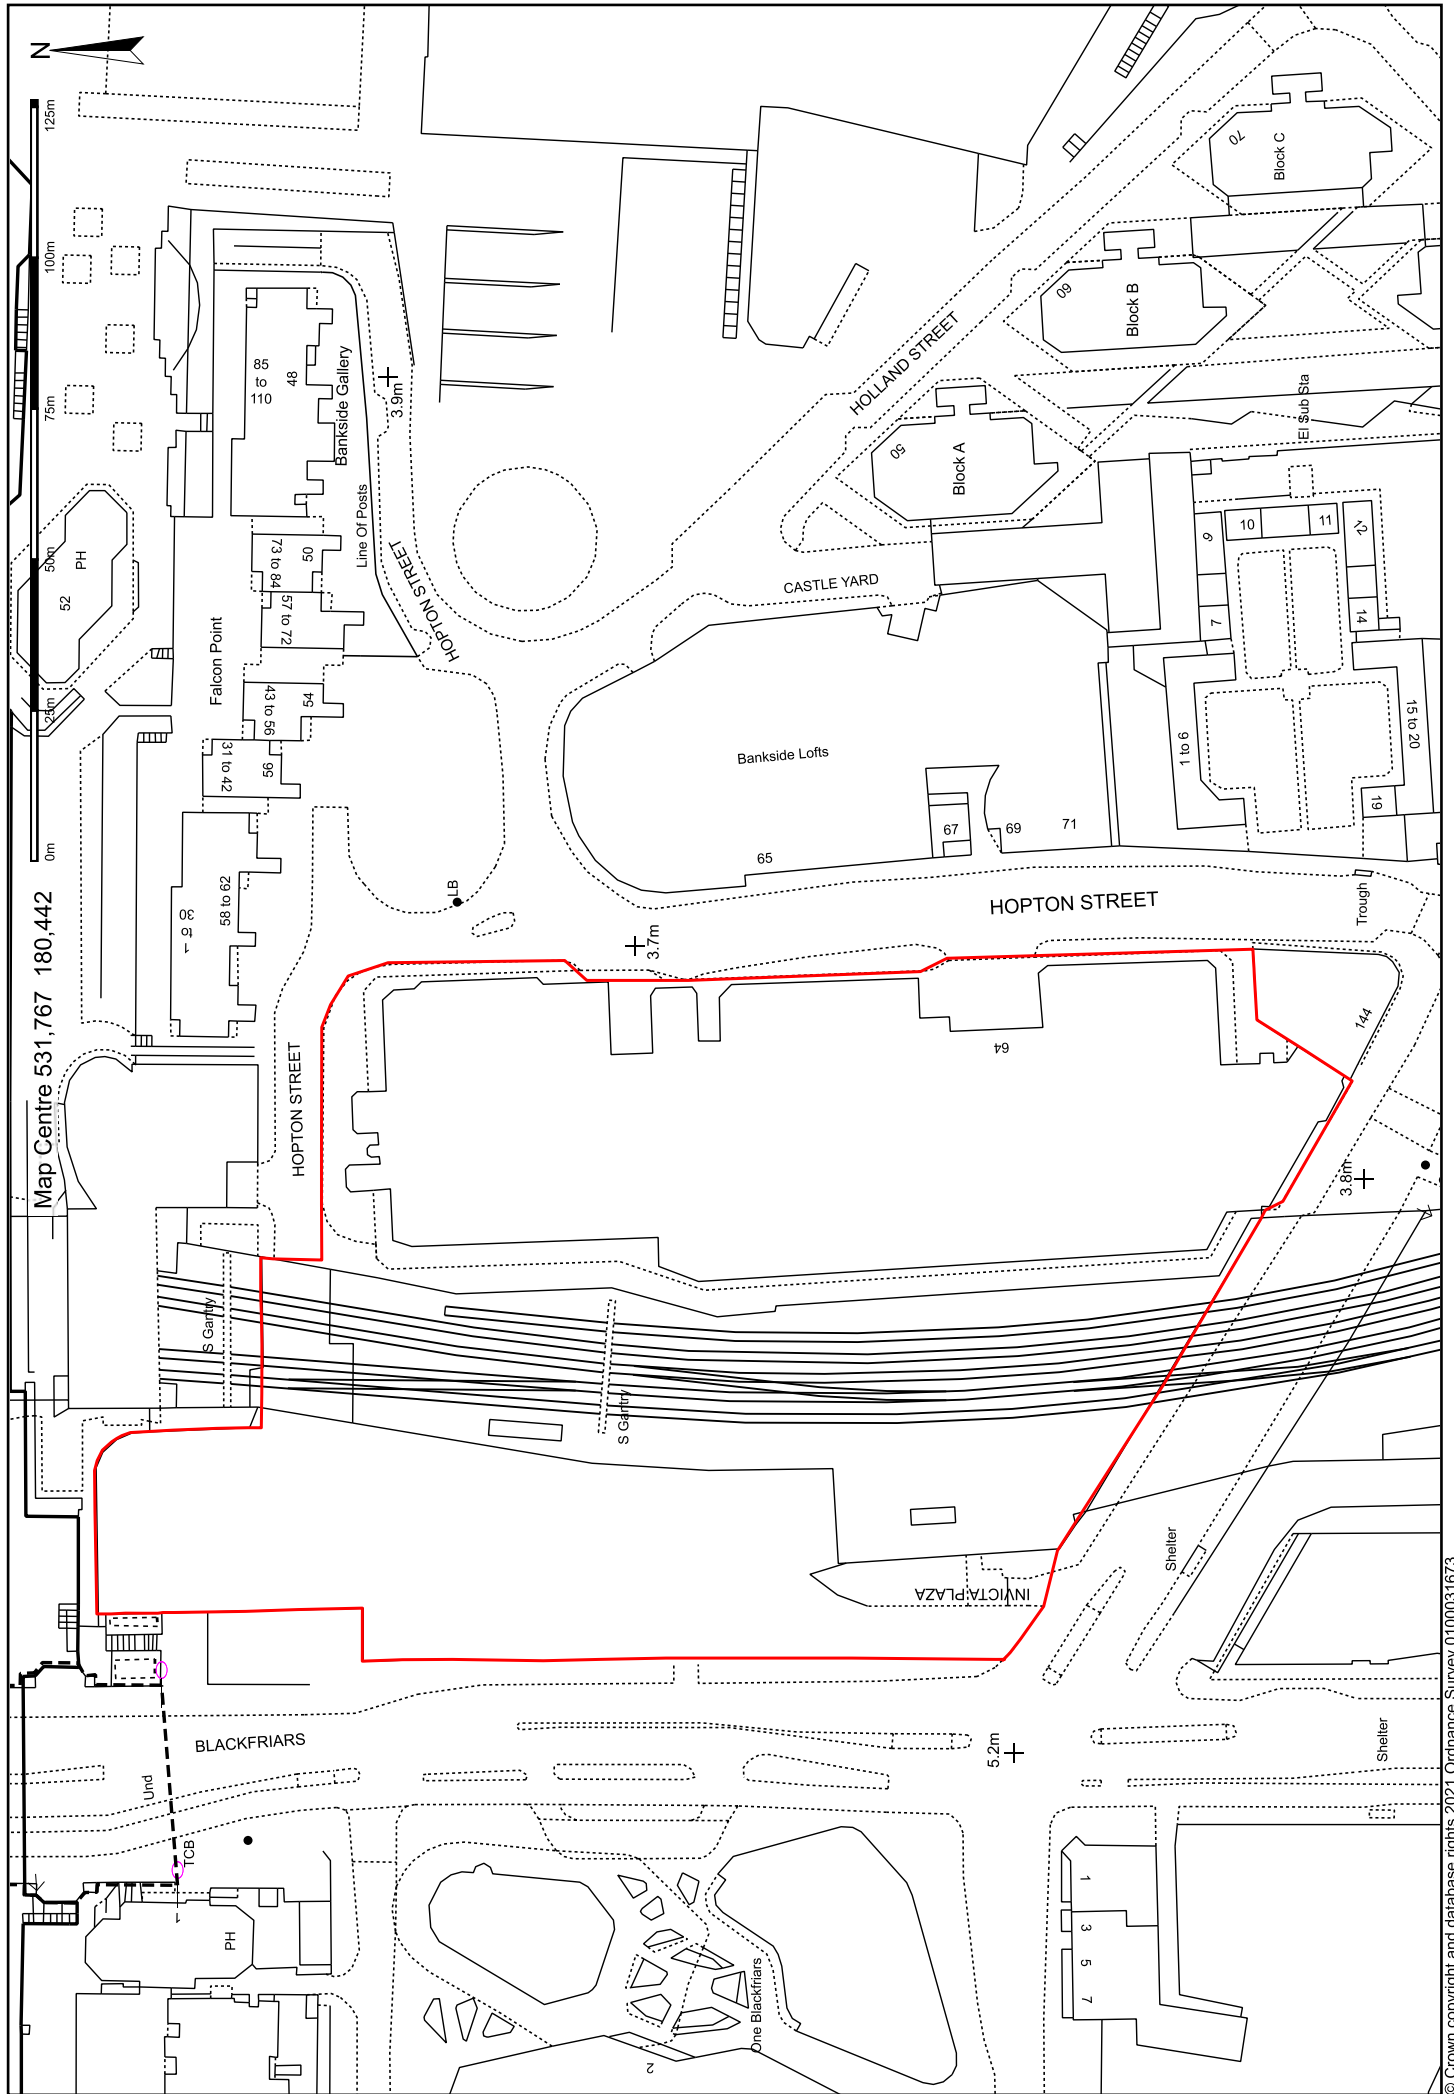 N
125m
100m
75m
50m
25m
0m
Map Centre 531,767 180,442
52
PH
Falcon Point
85
to
110
48
Bankside Gallery
Line Of Posts
3.9m
73 to 84
50
57 to 72
43 to 56
54
31 to 42
56
58 to 62
1
to
30
HOPTON STREET
HOPTON STREET
HOPTON STREET
HOPTON STREET
LB
3.7m
HOLLAND STREET
CASTLE YARD
Block A
50
Block B
60
Block C
70
El Sub Sta
Bankside Lofts
65
67
69
71
9
10
11
12
7
14
1 to 6
15 to 20
19
Trough
144
64
3.8m
S Gantry
S Gantry
INVICTA PLAZA
Shelter
Shelter
BLACKFRIARS
Und
TCB
1
PH
5.2m
One Blackfriars
2
1
3
5
7
© Crown copyright and database rights 2021 Ordnance Survey 0100031673